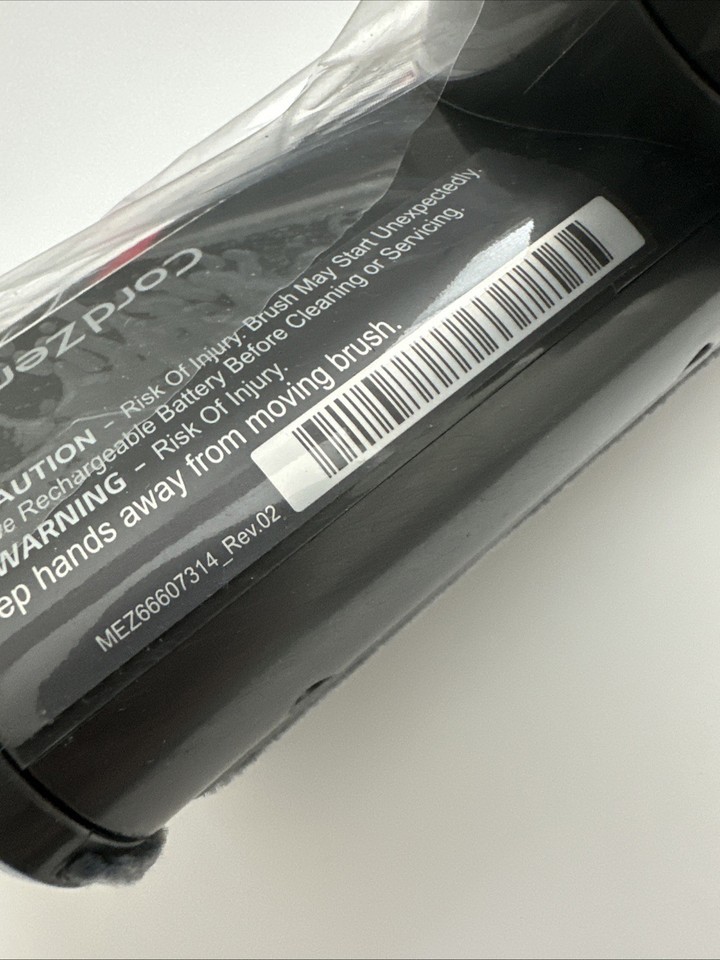 CordZe
AUTION - Risk Of Injury. Brush May Start Unexpectedly.
ve Rechargeable Battery Before Cleaning or Servicing.
WARNING - Risk Of Injury.
ep hands away from moving brush.
MEZ66607314_Rev.02